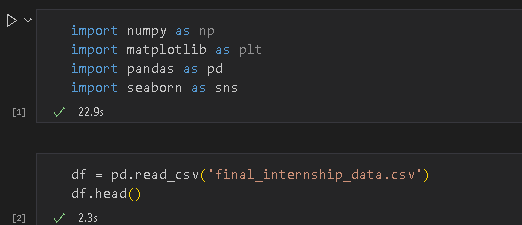 import numpy as np
import matplotlib as plt
import pandas as pd
import seaborn as sns
[1] 22.9s
df = pd.read_csv('final_internship_data.csv')
df.head()
[2] 2.3s